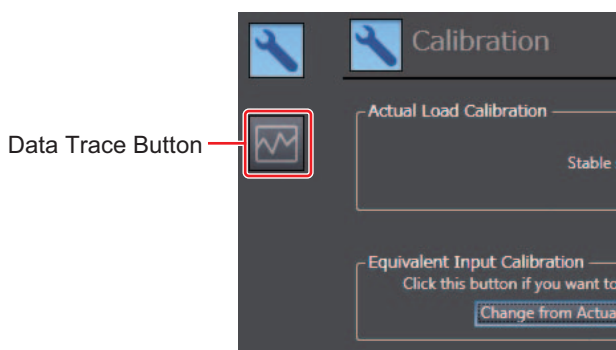 Calibration
Actual Load Calibration
Data Trace Button
Stable
Equivalent Input Calibration
Click this button if you want to
Change from Actua